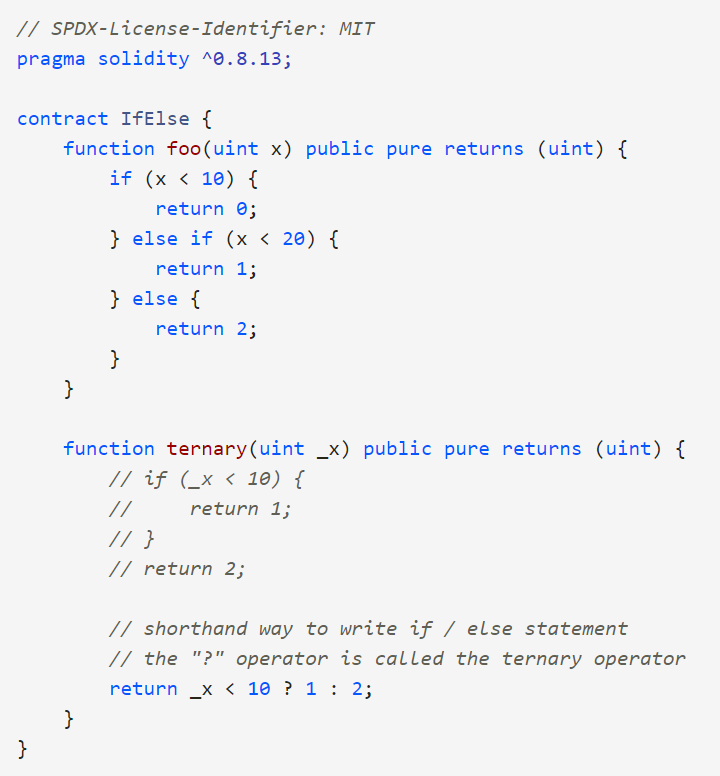 // SPDX-License-Identifier: MIT
pragma solidity ^0.8.13;

contract IfElse {
    function foo(uint x) public pure returns (uint) {
        if (x < 10) {
            return 0;
        } else if (x < 20) {
            return 1;
        } else {
            return 2;
        }
    }

    function ternary(uint _x) public pure returns (uint) {
        // if (_x < 10) {
        //     return 1;
        // }
        // return 2;

        // shorthand way to write if / else statement
        // the "?" operator is called the ternary operator
        return _x < 10 ? 1 : 2;
    }
}